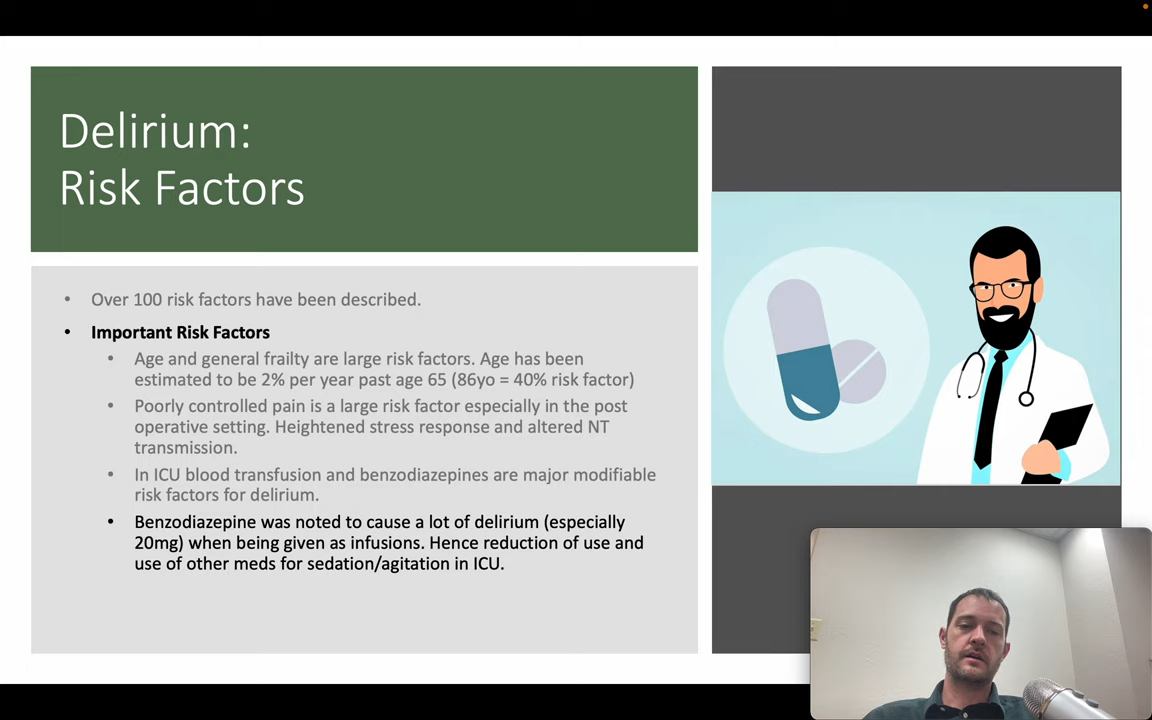 Delirium:
Risk Factors
• Over 100 risk factors have been described.
• Important Risk Factors
• Age and general frailty are large risk factors. Age has been
estimated to be 2% per year past age 65 (86yo = 40% risk factor)
• Poorly controlled pain is a large risk factor especially in the post
operative setting. Heightened stress response and altered NT
transmission.
• In ICU blood transfusion and benzodiazepines are major modifiable
risk factors for delirium.
• Benzodiazepine was noted to cause a lot of delirium (especially
20mg) when being given as infusions. Hence reduction of use and
use of other meds for sedation/agitation in ICU.